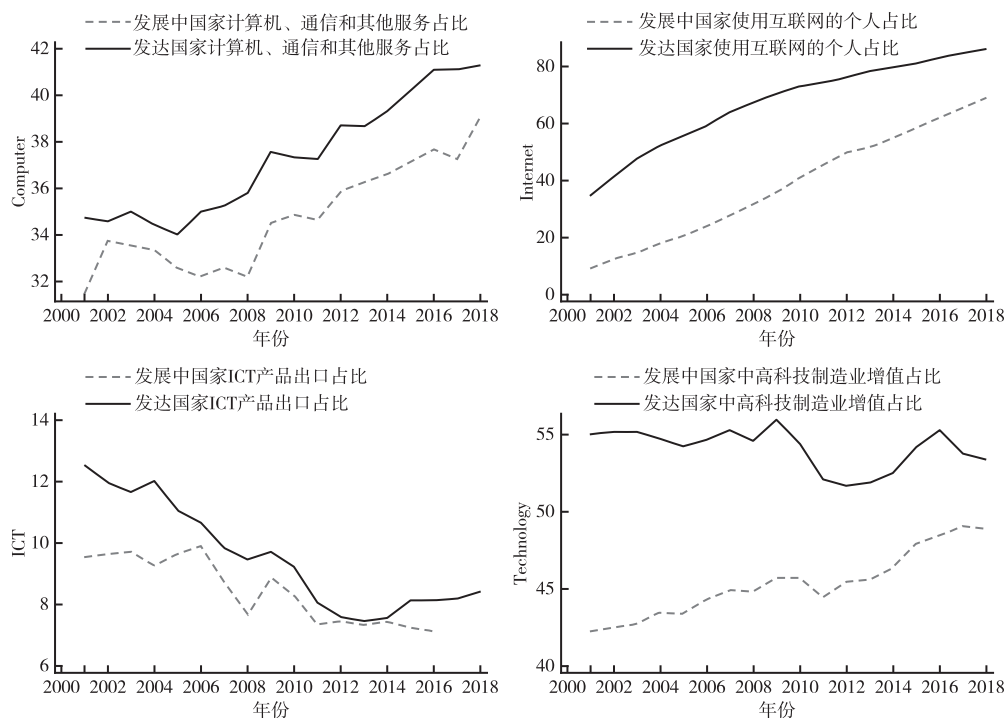 发展中国家计算机、通信和其他服务占比
发达国家计算机、通信和其他服务占比
42
40
38
36
34
32
Computer
2000 2002 2004 2006 2008 2010 2012 2014 2016 2018
年份
发展中国家使用互联网的个人占比
发达国家使用互联网的个人占比
80
60
40
20
0
Internet
2000 2002 2004 2006 2008 2010 2012 2014 2016 2018
年份
发展中国家ICT产品出口占比
发达国家ICT产品出口占比
14
12
10
8
6
ICT
2000 2002 2004 2006 2008 2010 2012 2014 2016 2018
年份
发展中国家中高科技制造业增值占比
发达国家中高科技制造业增值占比
55
50
45
40
Technology
2000 2002 2004 2006 2008 2010 2012 2014 2016 2018
年份